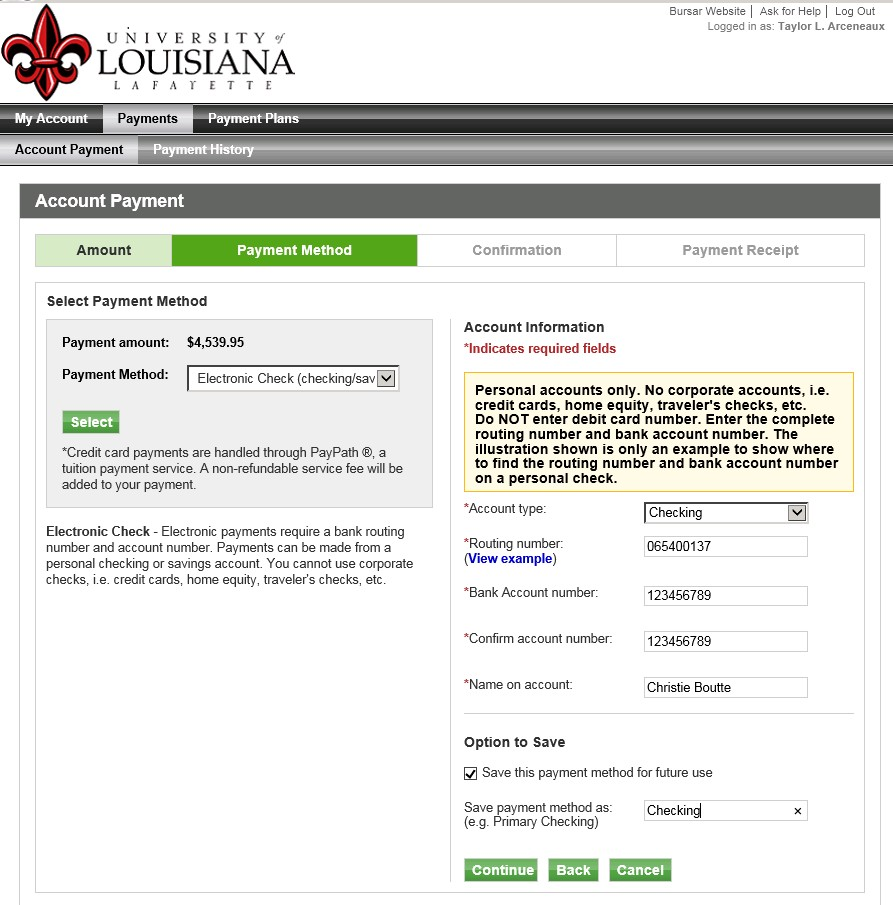 Bursar Website | Ask for Help | Log Out
Logged in as: Taylor L. Arceneaux
UNIVERSITY of
LOUISIANA
LAFAYETTE
My Account Payments Payment Plans
Account Payment Payment History
Account Payment
Amount Payment Method Confirmation Payment Receipt
Select Payment Method
Payment amount: $4,539.95
Payment Method: Electronic Check (checking/sav
Select
*Credit card payments are handled through PayPath ®, a
tuition payment service. A non-refundable service fee will be
added to your payment.
Electronic Check - Electronic payments require a bank routing
number and account number. Payments can be made from a
personal checking or savings account. You cannot use corporate
checks, i.e. credit cards, home equity, traveler's checks, etc.
Account Information
*Indicates required fields
Personal accounts only. No corporate accounts, i.e.
credit cards, home equity, traveler's checks, etc.
Do NOT enter debit card number. Enter the complete
routing number and bank account number. The
illustration shown is only an example to show where
to find the routing number and bank account number
on a personal check.
*Account type: Checking
*Routing number: 065400137
(View example)
*Bank Account number: 123456789
*Confirm account number: 123456789
*Name on account: Christie Boutte
Option to Save
Save this payment method for future use
Save payment method as: Checking ×
(e.g. Primary Checking)
Continue Back Cancel